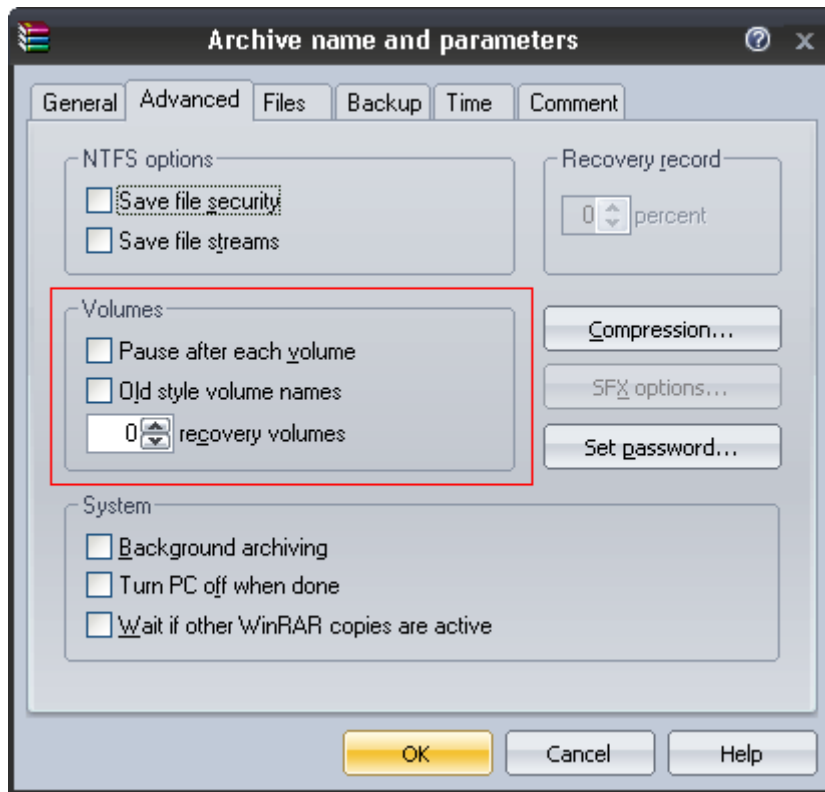 Archive name and parameters
General Advanced Files Backup Time Comment
NTFS options
Save file security
Save file streams
Recovery record
0 percent
Volumes
Pause after each volume
Old style volume names
0 recovery volumes
Compression...
SFX options...
Set password...
System
Background archiving
Turn PC off when done
Wait if other WinRAR copies are active
OK Cancel Help